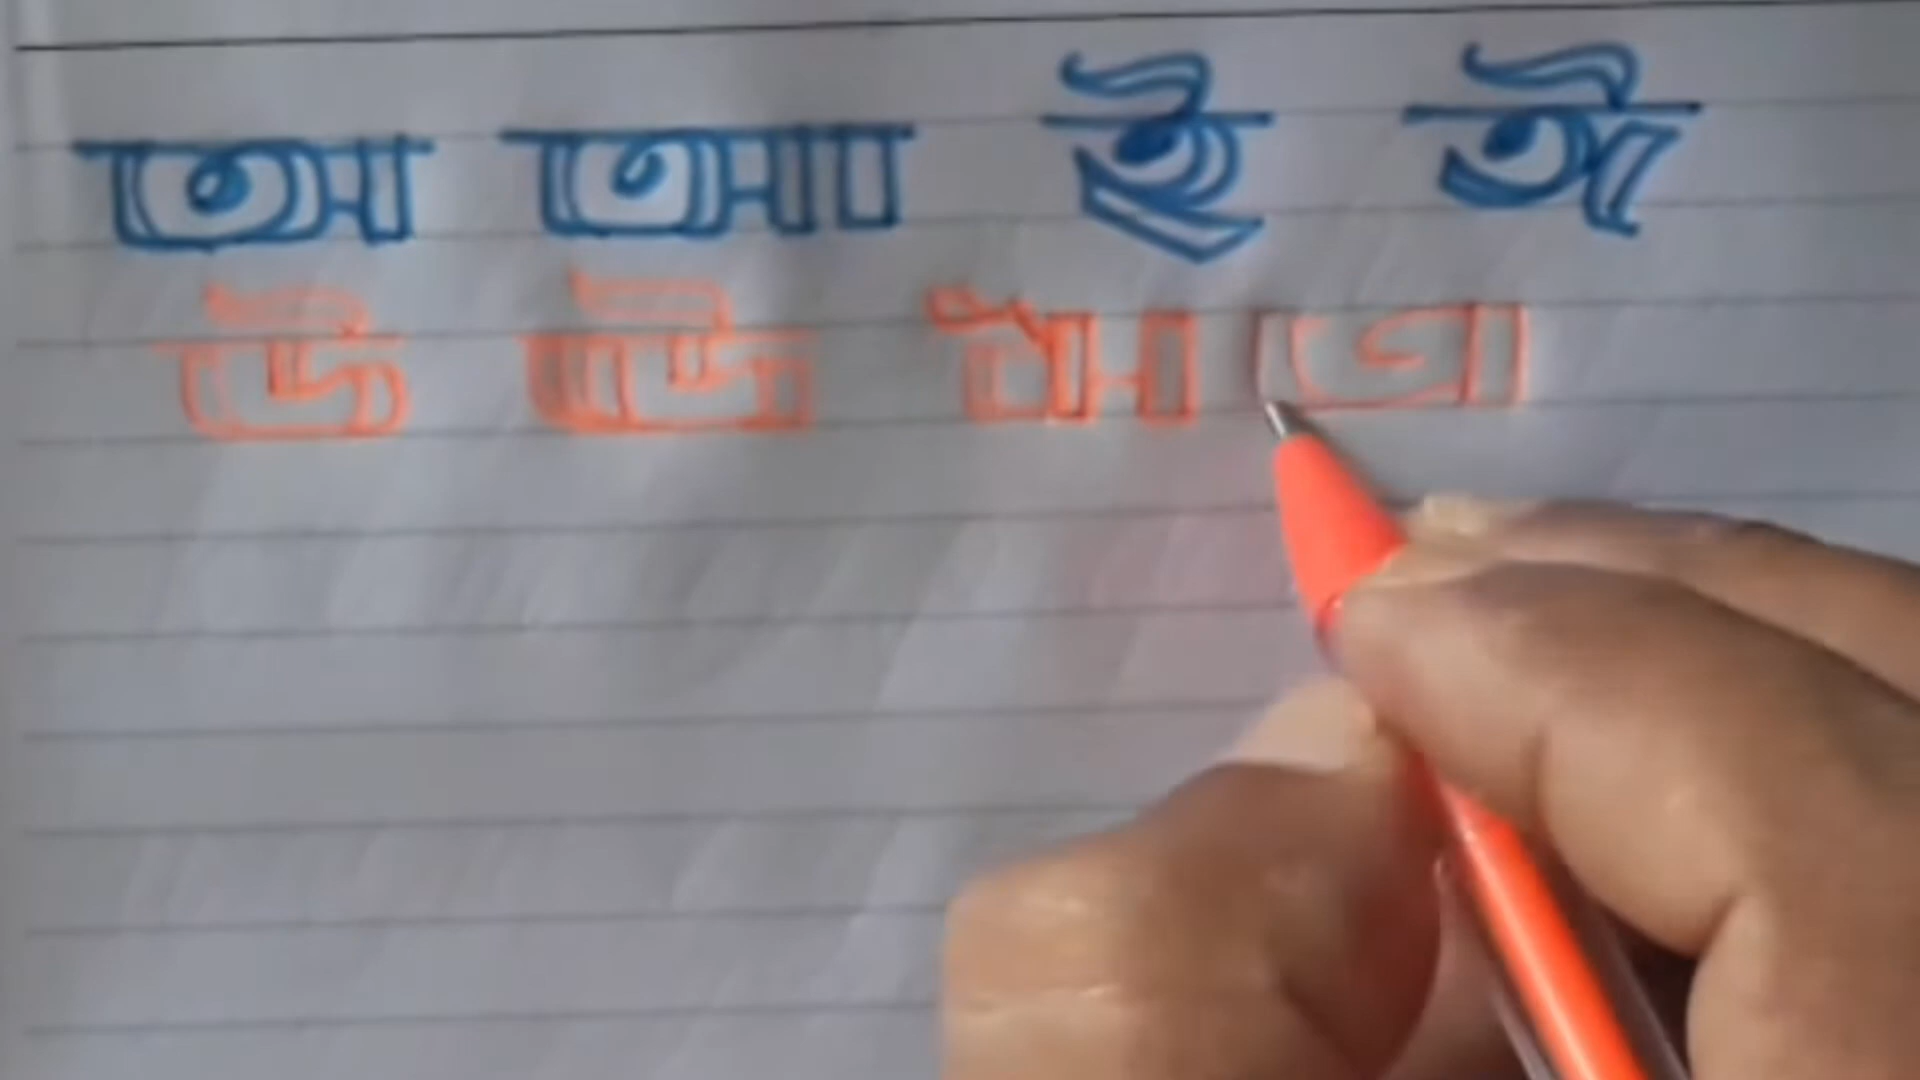 অ আ ই ঈ
উ ঊ ঋ এ